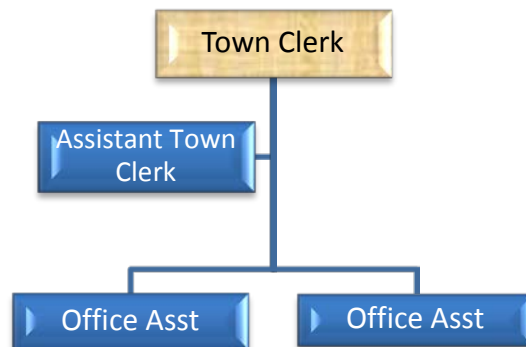 Town Clerk
Assistant Town
Clerk
Office Asst
Office Asst